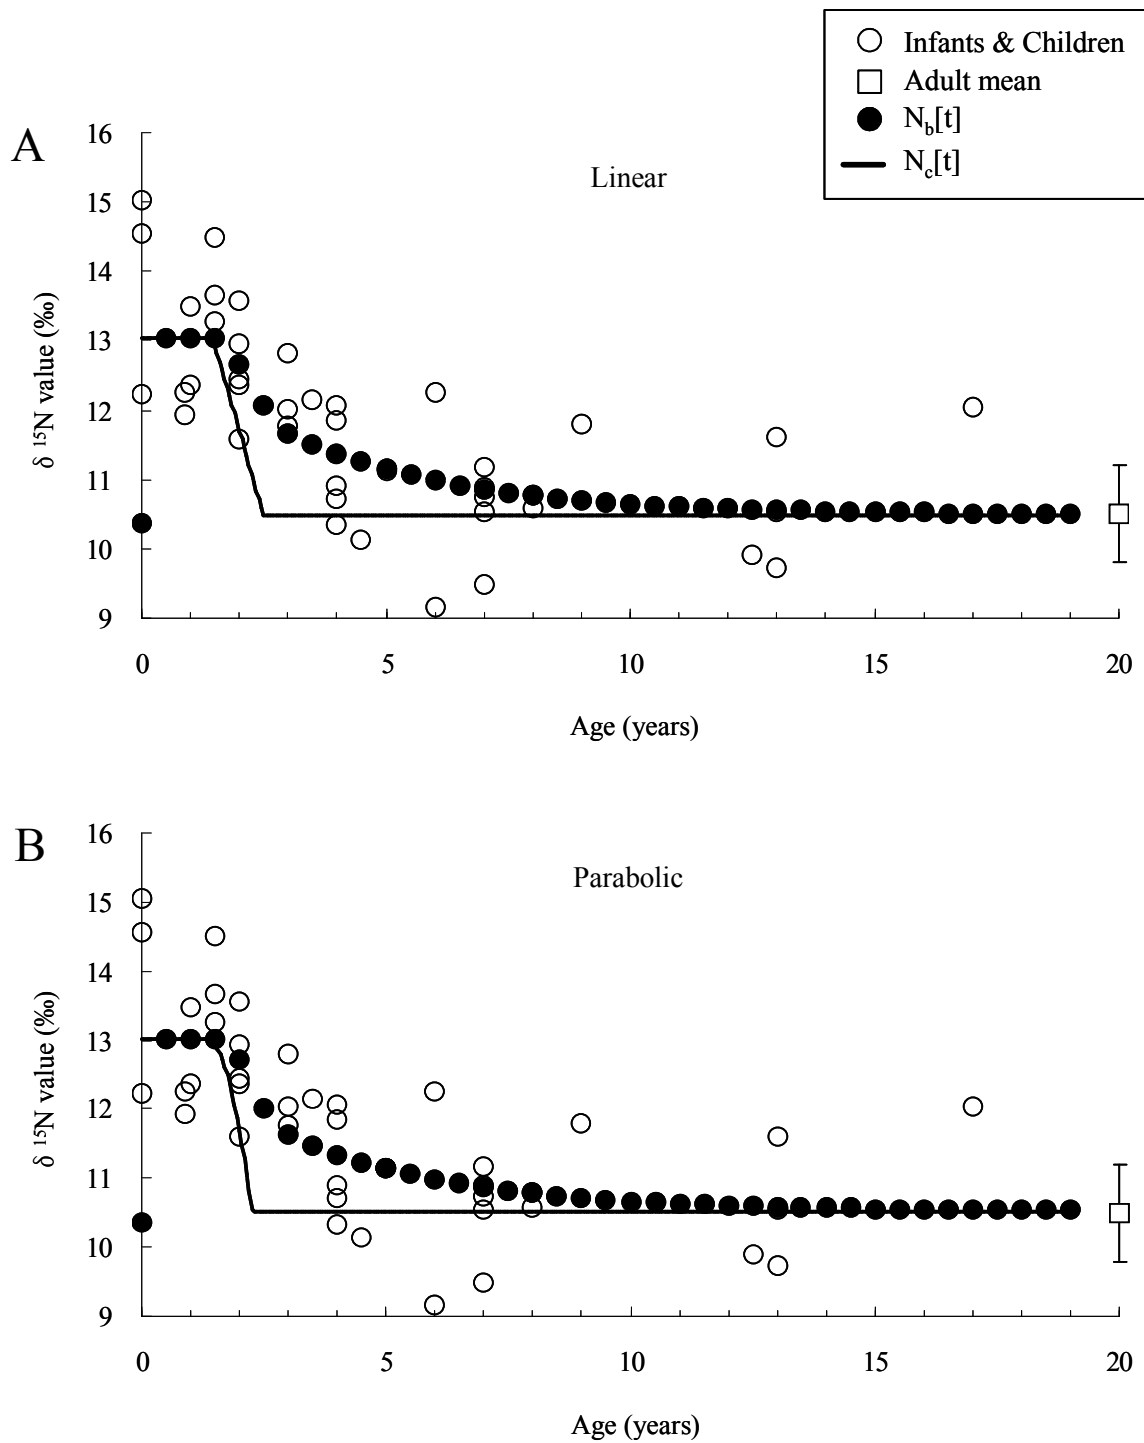 Infants & Children
Adult mean
Nb[t]
Nc[t]
A
Linear
16
15
14
13
12
11
10
9
δ 15N value (‰)
0 5 10 15 20
Age (years)
B
Parabolic
16
15
14
13
12
11
10
9
δ 15N value (‰)
0 5 10 15 20
Age (years)